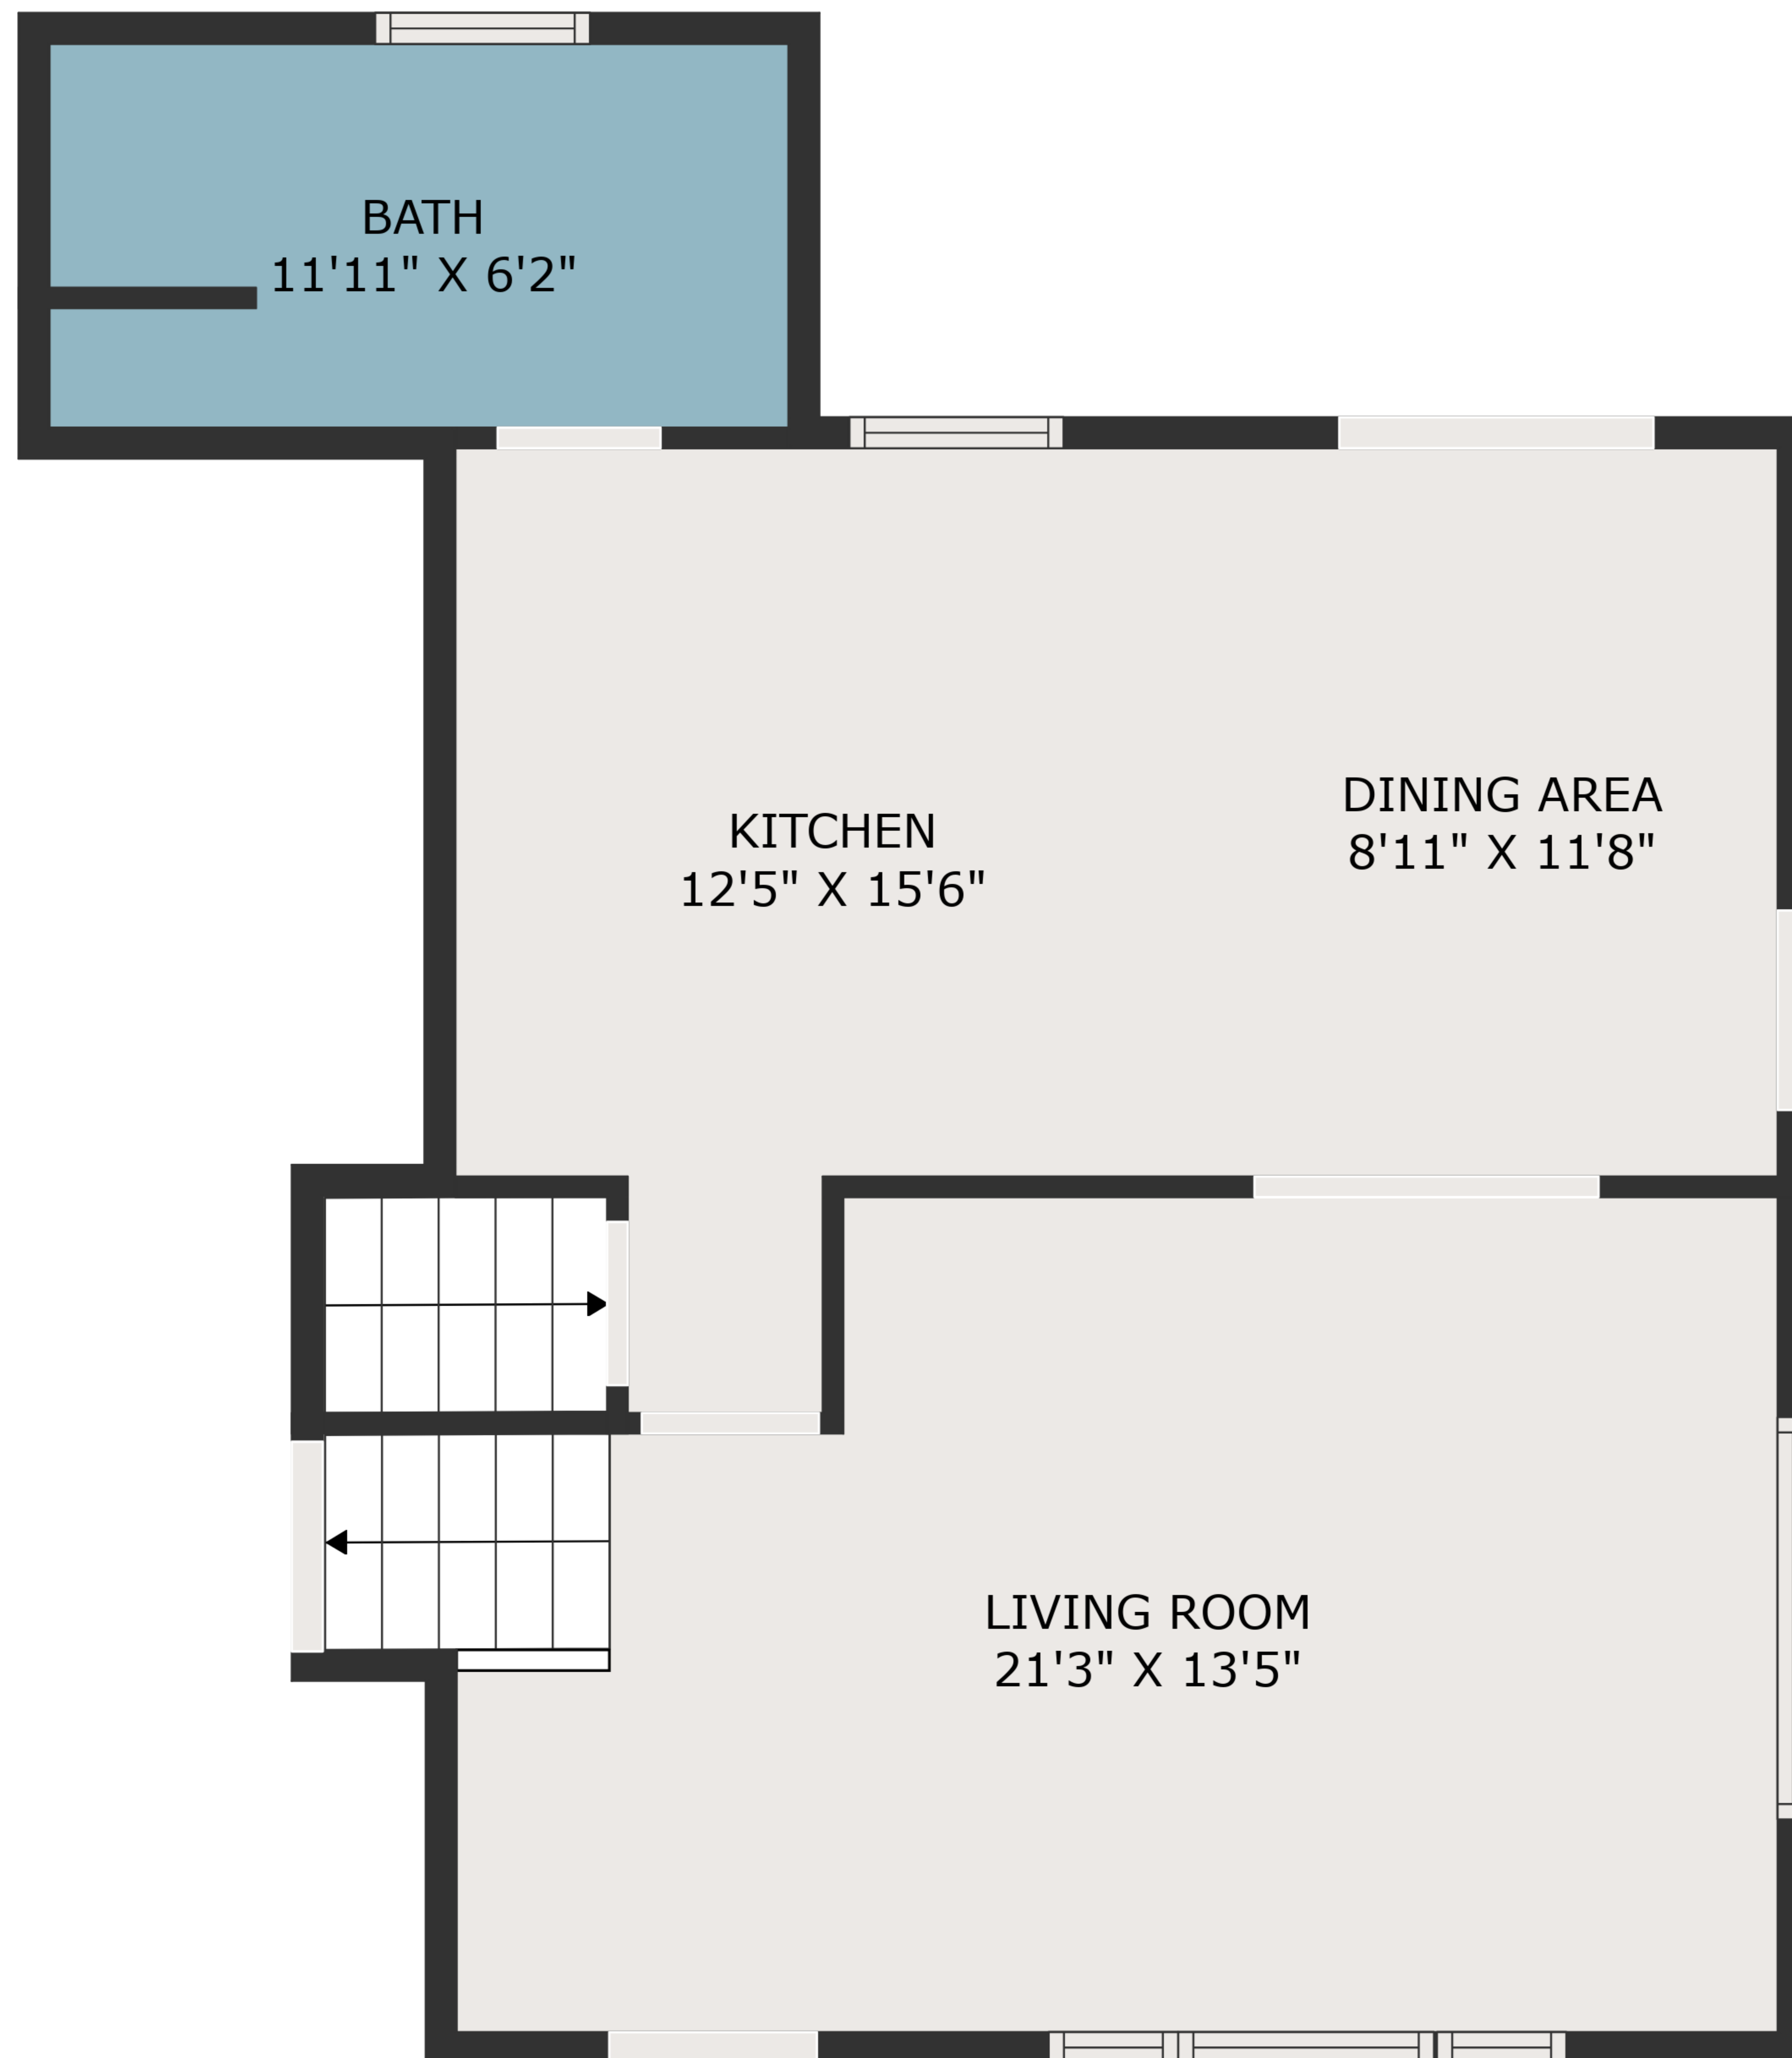 BATH
11'11" X 6'2"
DINING AREA
8'11" X 11'8"
KITCHEN
12'5" X 15'6"
LIVING ROOM
21'3" X 13'5"